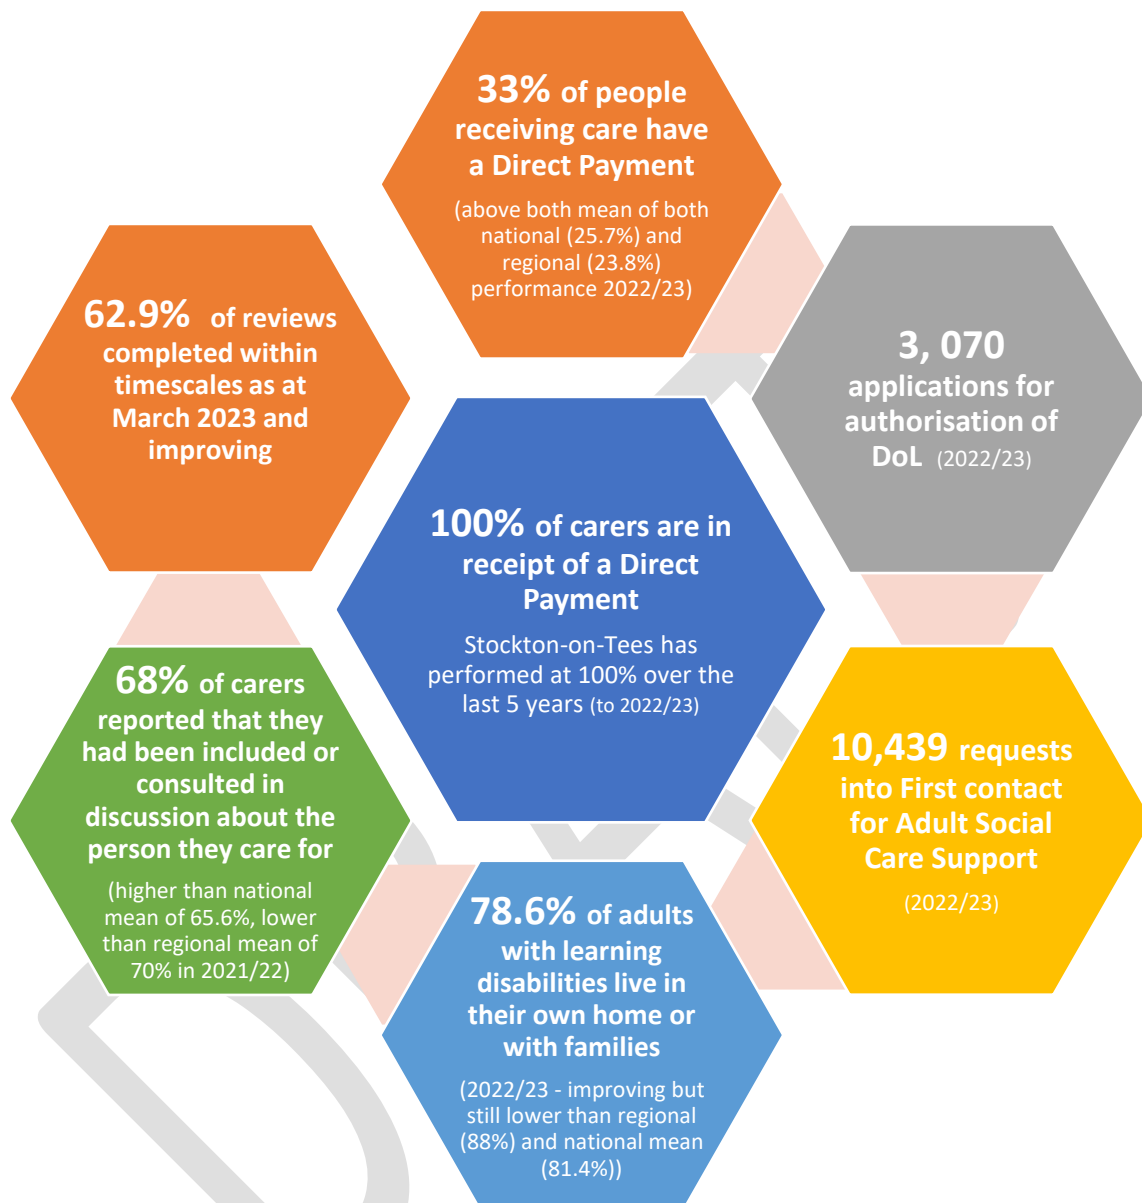 33% of people
receiving care have
a Direct Payment
(above both mean of both
national (25.7%) and
regional (23.8%)
performance 2022/23)
62.9% of reviews
completed within
timescales as at
March 2023 and
improving
3, 070
applications for
authorisation of
DoL (2022/23)
100% of carers are in
receipt of a Direct
Payment
Stockton-on-Tees has
performed at 100% over the
last 5 years (to 2022/23)
68% of carers
reported that they
had been included or
consulted in
discussion about the
person they care for
(higher than national
mean of 65.6%, lower
than regional mean of
70% in 2021/22)
10,439 requests
into First contact
for Adult Social
Care Support
(2022/23)
78.6% of adults
with learning
disabilities live in
their own home or
with families
(2022/23 - improving but
still lower than regional
(88%) and national mean
(81.4%))